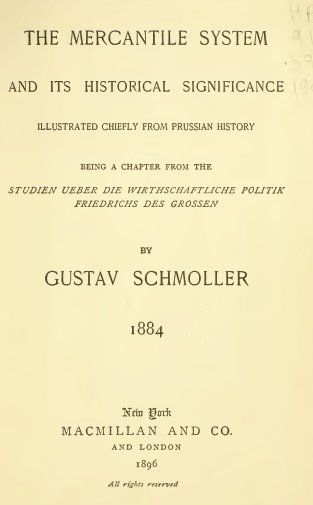 THE MERCANTILE SYSTEM
AND ITS HISTORICAL SIGNIFICANCE
ILLUSTRATED CHIEFLY FROM PRUSSIAN HISTORY
BEING A CHAPTER FROM THE
STUDIEN UEBER DIE WIRTHSCHAFTLICHE POLITIK
FRIEDRICHS DES GROSSEN
BY
GUSTAV SCHMOLLER
1884
New York
MACMILLAN AND CO.
AND LONDON
1896
All rights reserved